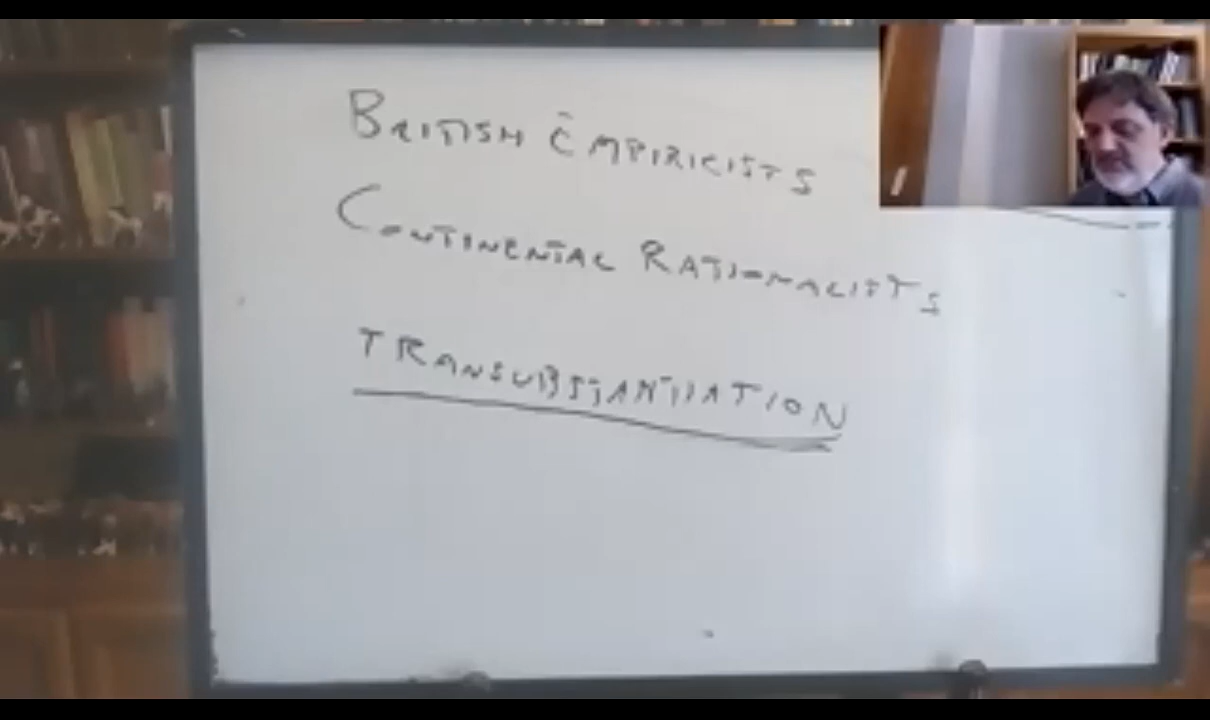 BRITISH EMPIRICISTS
CONTINENTAL RATIONALISTS
TRANSUBSTANTIATION